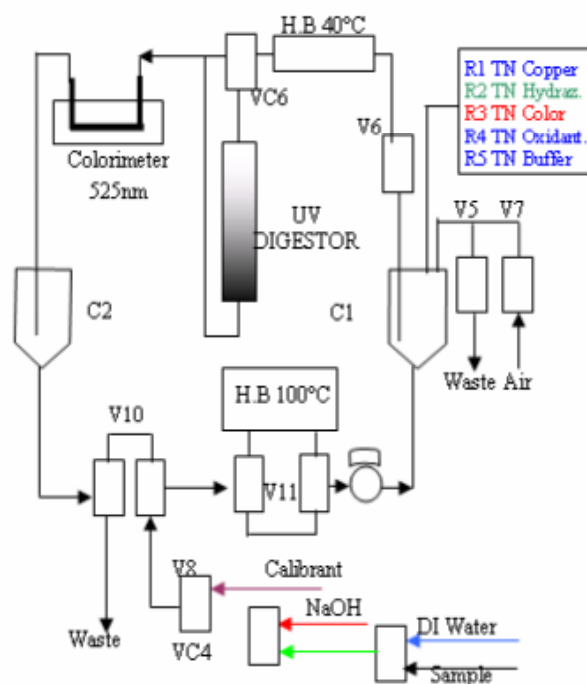 H.B 40°C
VC6
V6
R1 TN Copper
R2 TN Hydraz.
R3 TN Color
R4 TN Oxidant.
R5 TN Buffer
Colorimeter
525nm
UV
DIGESTOR
V5
V7
C2
C1
Waste
Air
H.B 100°C
V10
V11
V8
Calibrant
Waste
VC4
NaOH
DI Water
Sample